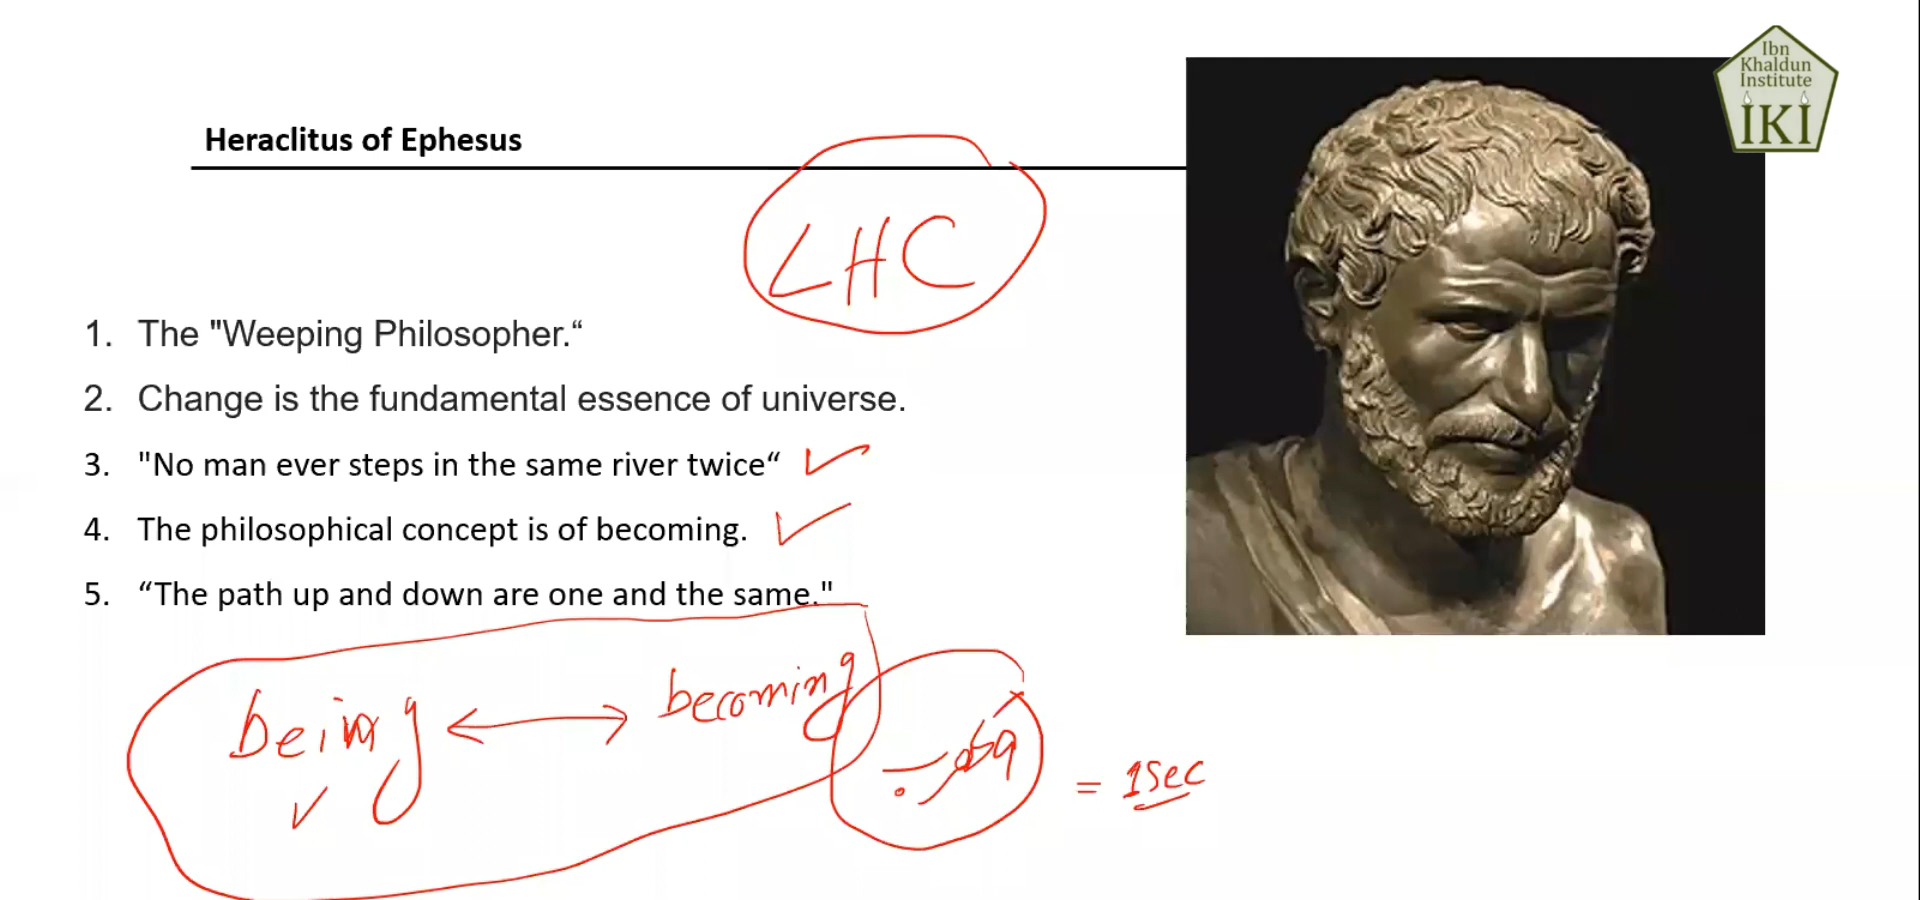 Ibn
Khaldun
Institute
IKI
Heraclitus of Ephesus
LHC
1. The "Weeping Philosopher.“
2. Change is the fundamental essence of universe.
3. "No man ever steps in the same river twice“
4. The philosophical concept is of becoming.
5. “The path up and down are one and the same."
being becoming
= 1sec